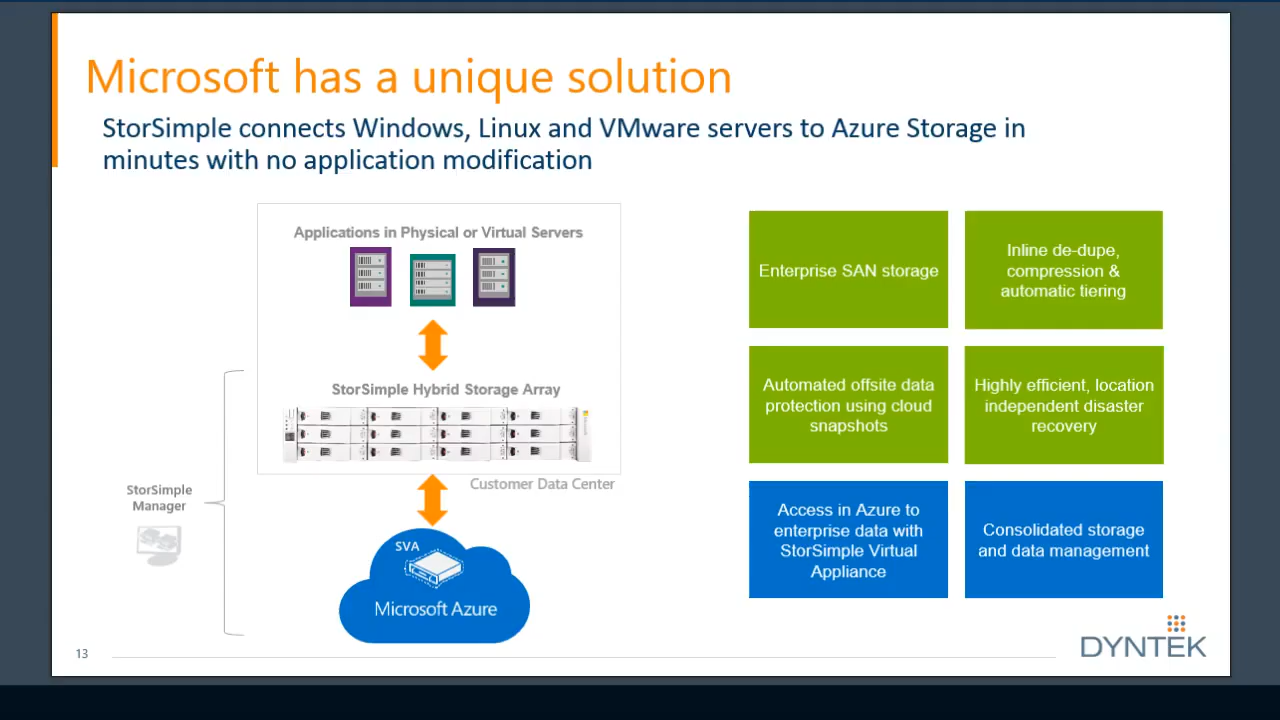 Microsoft has a unique solution
StorSimple connects Windows, Linux and VMware servers to Azure Storage in
minutes with no application modification
Applications in Physical or Virtual Servers
StorSimple Hybrid Storage Array
Customer Data Center
StorSimple
Manager
SVA
Microsoft Azure
Enterprise SAN storage
Inline de-dupe,
compression &
automatic tiering
Automated offsite data
protection using cloud
snapshots
Highly efficient, location
independent disaster
recovery
Access in Azure to
enterprise data with
StorSimple Virtual
Appliance
Consolidated storage
and data management
13
DYNTEK